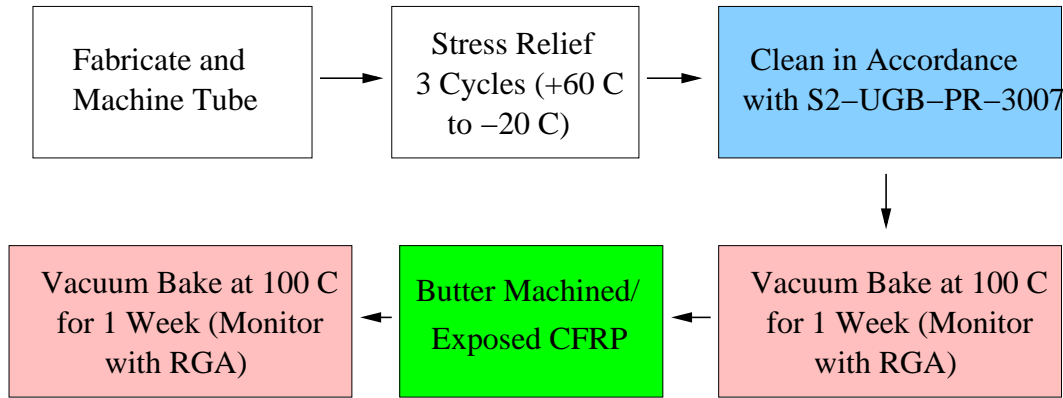 Fabricate and
Machine Tube
Stress Relief
3 Cycles (+60 C
to −20 C)
Clean in Accordance
with S2−UGB−PR−3007
Vacuum Bake at 100 C
for 1 Week (Monitor
with RGA)
Butter Machined/
Exposed CFRP
Vacuum Bake at 100 C
for 1 Week (Monitor
with RGA)